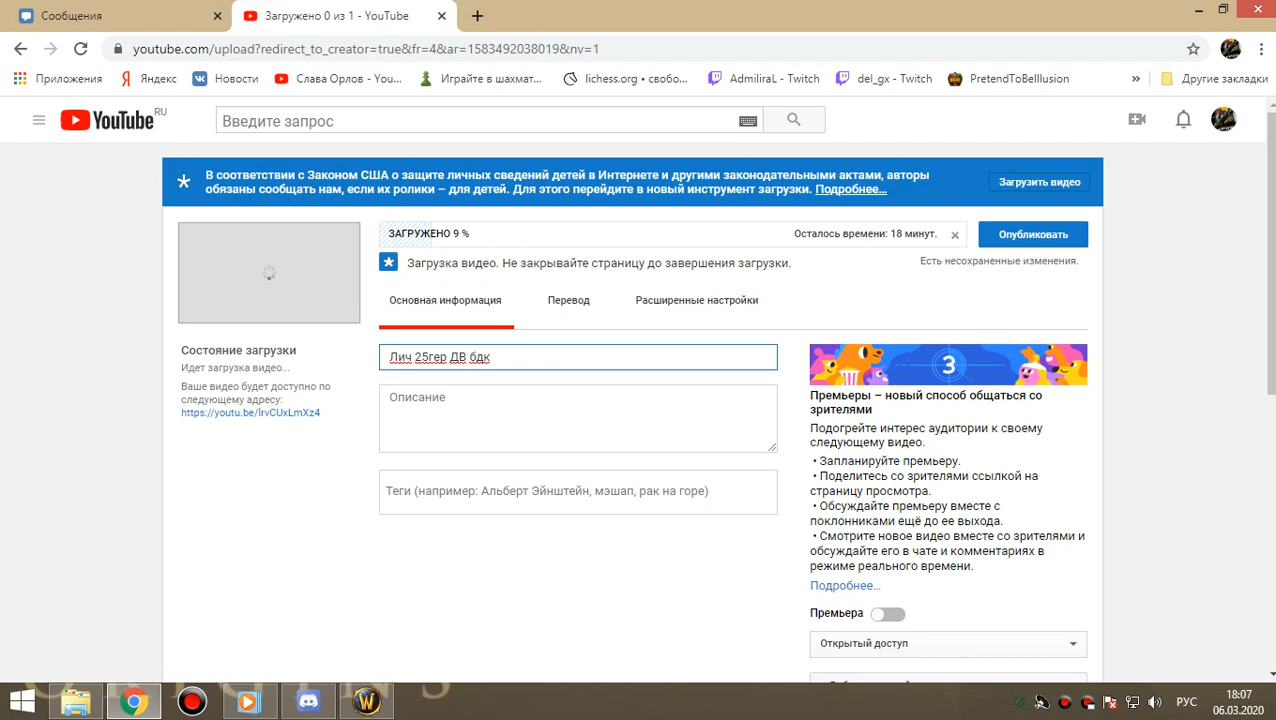 Сообщения
Загружено 0 из 1 - YouTube
youtube.com/upload?redirect_to_creator=true&fr=4&ar=1583492038019&nv=1
Приложения
Яндекс
Новости
Слава Орлов - You...
Играйте в шахмат...
lichess.org • свобо...
AdmiriraL - Twitch
del_gx - Twitch
PretendToBeIllusion
»
Другие закладки
YouTube RU
Введите запрос
В соответствии с Законом США о защите личных сведений детей в Интернете и другими законодательными актами, авторы
обязаны сообщать нам, если их ролики – для детей. Для этого перейдите в новый инструмент загрузки. Подробнее...
Загрузить видео
ЗАГРУЖЕНО 9 %
Осталось времени: 18 минут.
Опубликовать
Загрузка видео. Не закрывайте страницу до завершения загрузки.
Есть несохраненные изменения.
Основная информация
Перевод
Расширенные настройки
Состояние загрузки
Идет загрузка видео...
Ваше видео будет доступно по
следующему адресу:
https://youtu.be/lrvCUxLmXz4
Лич 25гер ДВ бдк
Описание
Теги (например: Альберт Эйнштейн, мэшап, рак на горе)
3
Премьеры – новый способ общаться со
зрителями
Подогрейте интерес аудитории к своему
следующему видео.
• Запланируйте премьеру.
• Поделитесь со зрителями ссылкой на
страницу просмотра.
• Обсуждайте премьеру вместе с
поклонниками ещё до ее выхода.
• Смотрите новое видео вместе со зрителями и
обсуждайте его в чате и комментариях в
режиме реального времени.
Подробнее...
Премьера
Открытый доступ
РУС
18:07
06.03.2020